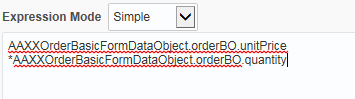 Expression Mode Simple
AAXXOrderBasicFormDataObject.orderBO.unitPrice
*AAXXOrderBasicFormDataObject.orderBO.quantity